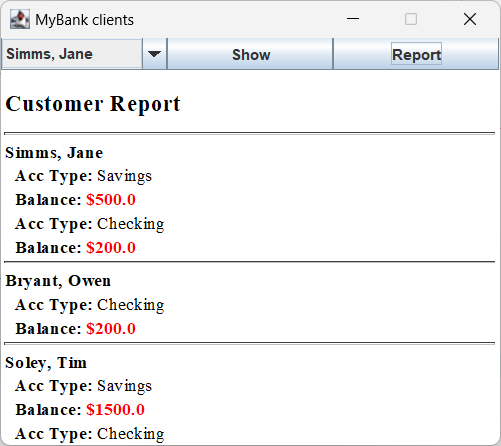 MyBank clients
Simms, Jane
Show
Report
Customer Report
Simms, Jane
Acc Type: Savings
Balance: $500.0
Acc Type: Checking
Balance: $200.0
Bryant, Owen
Acc Type: Checking
Balance: $200.0
Soley, Tim
Acc Type: Savings
Balance: $1500.0
Acc Type: Checking